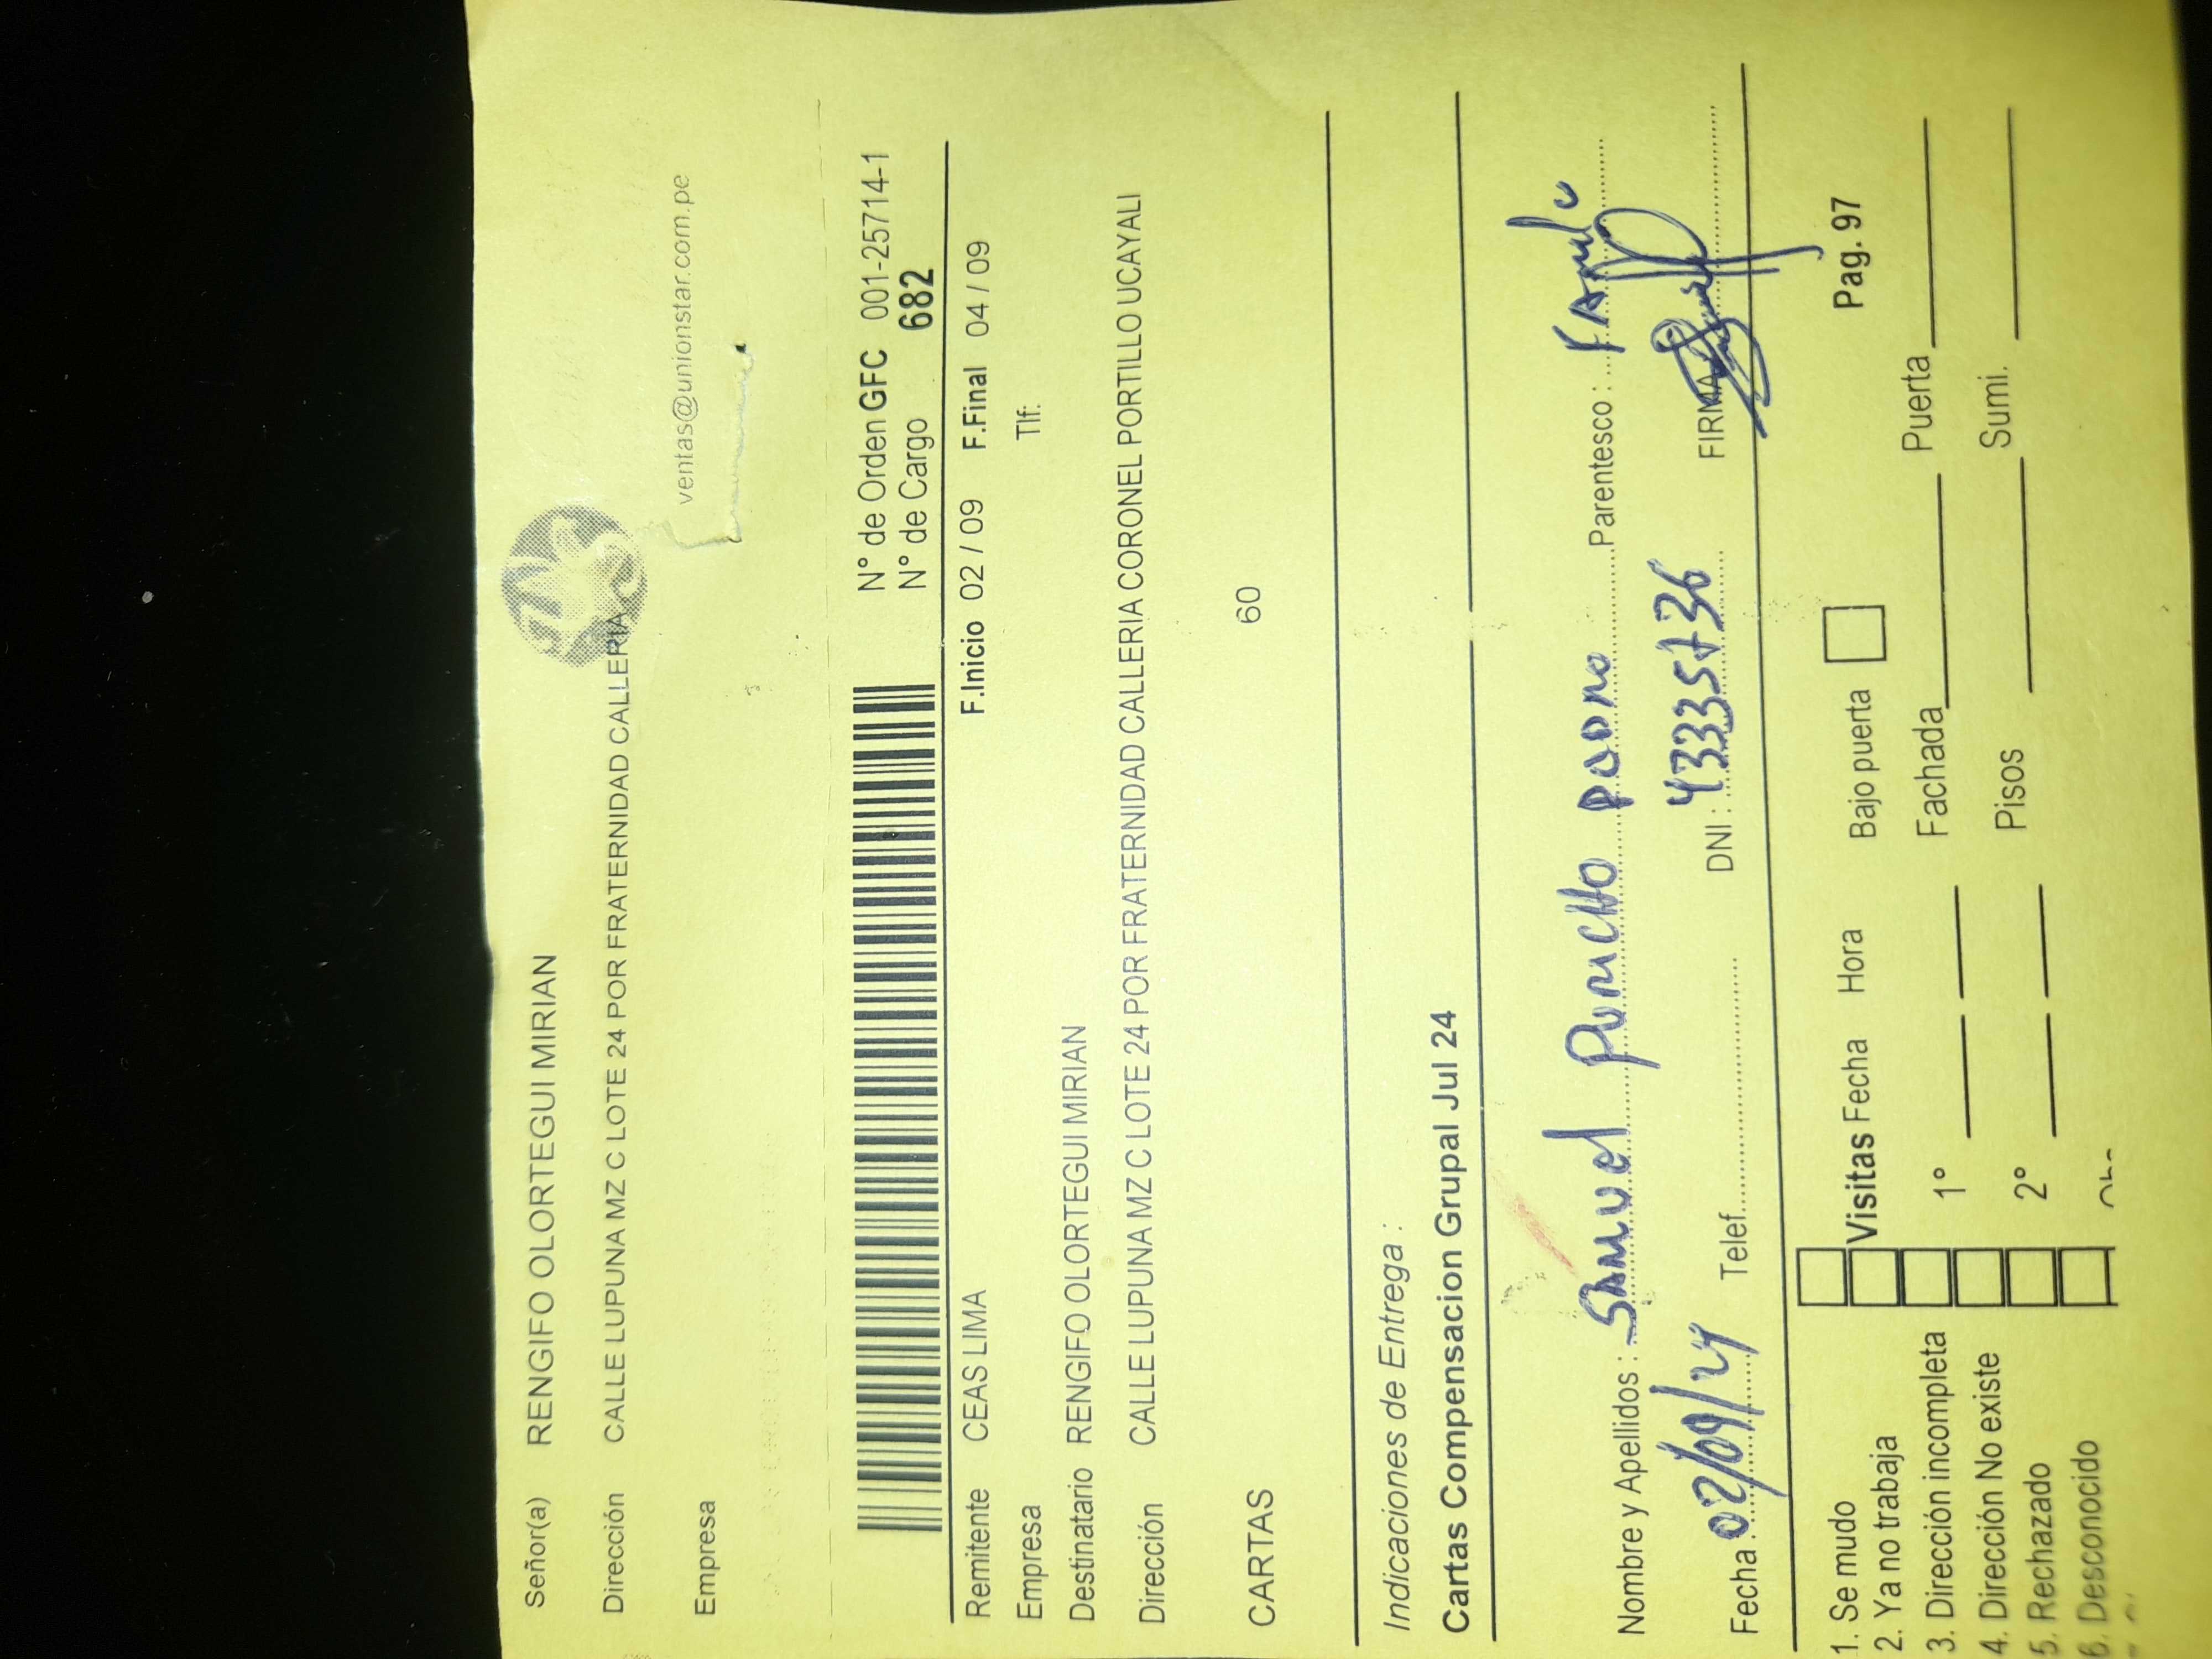 ventas@unionstar.com.pe
Señor(a) RENGIFO OLORTEGUI MIRIAN
Dirección CALLE LUPUNA MZ C LOTE 24 POR FRATERNIDAD CALLERIA
Empresa
N° de Orden GFC 001-25714-1
N° de Cargo 682
Remitente CEAS LIMA F.Inicio 02 / 09 F.Final 04 / 09
Empresa Tlf:
Destinatario RENGIFO OLORTEGUI MIRIAN
Dirección CALLE LUPUNA MZ C LOTE 24 POR FRATERNIDAD CALLERIA CORONEL PORTILLO UCAYALI
CARTAS 60
Indicaciones de Entrega :
Cartas Compensacion Grupal Jul 24
Nombre y Apellidos : Samuel Parentesco :
Fecha : 02/09/24 Telef. DNI : 43335736 FIRMA
1. Se mudo Pag. 97
2. Ya no trabaja Visitas Fecha Hora Bajo puerta
3. Dirección incompleta 1° Fachada Puerta
4. Dirección No existe
5. Rechazado 2° Pisos Sumi.
6. Desconocido